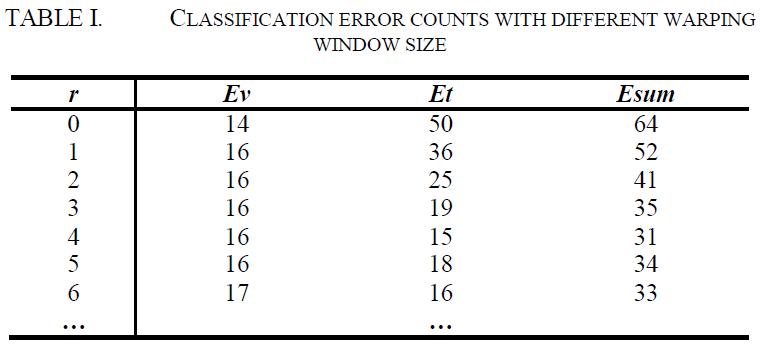 TABLE I. CLASSIFICATION ERROR COUNTS WITH DIFFERENT WARPING
WINDOW SIZE
r Ev Et Esum
0 14 50 64
1 16 36 52
2 16 25 41
3 16 19 35
4 16 15 31
5 16 18 34
6 17 16 33
... ...